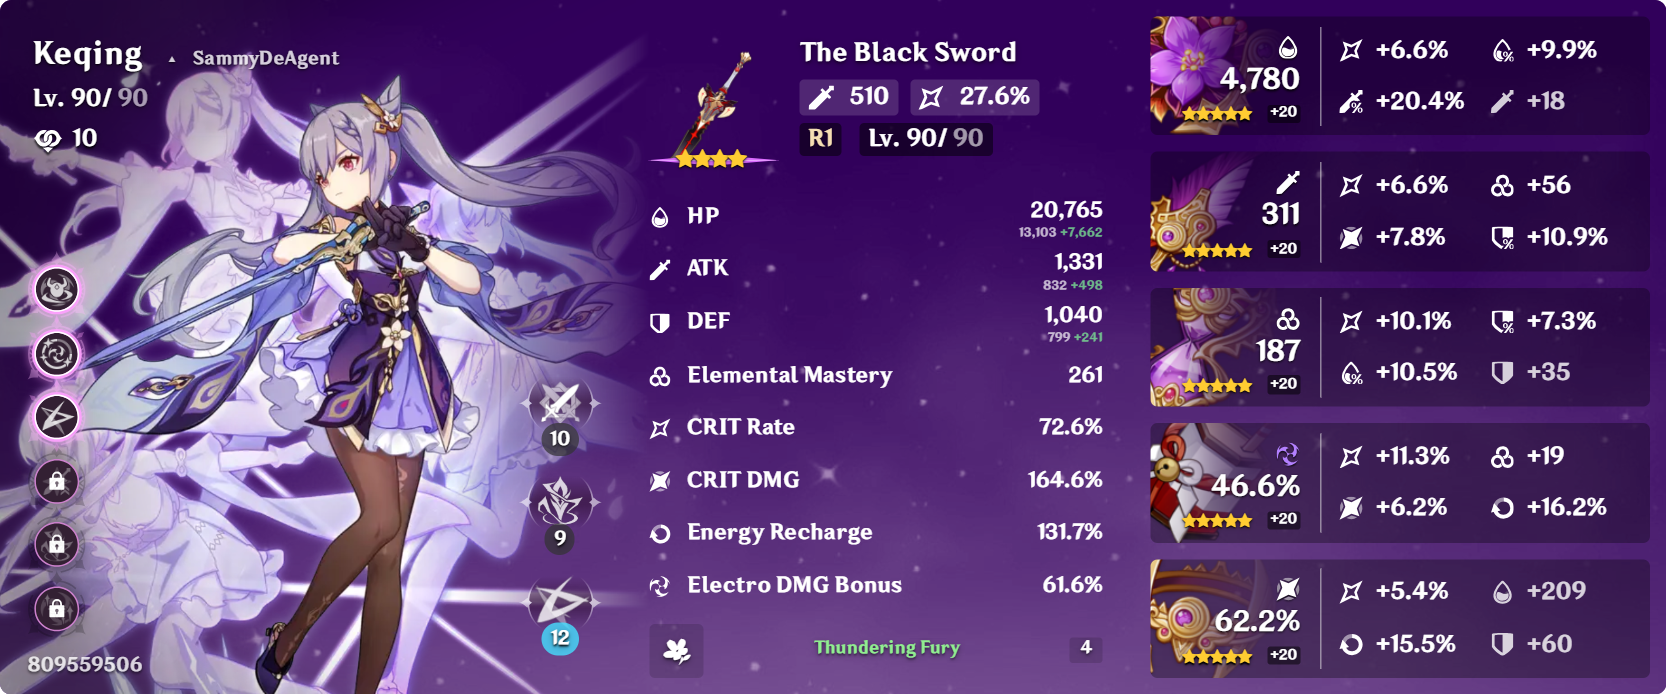 Keqing ▲ SammyDeAgent
Lv. 90/ 90
10
10
9
12
809559506
The Black Sword
510 27.6%
R1 Lv. 90/ 90
HP 20,765
13,103 +7,662
ATK 1,331
832 +498
DEF 1,040
799 +241
Elemental Mastery 261
CRIT Rate 72.6%
CRIT DMG 164.6%
Energy Recharge 131.7%
Electro DMG Bonus 61.6%
Thundering Fury 4
4,780
+20
+6.6% +9.9%
+20.4% +18
311
+20
+6.6% +56
+7.8% +10.9%
187
+20
+10.1% +7.3%
+10.5% +35
46.6%
+20
+11.3% +19
+6.2% +16.2%
62.2%
+20
+5.4% +209
+15.5% +60